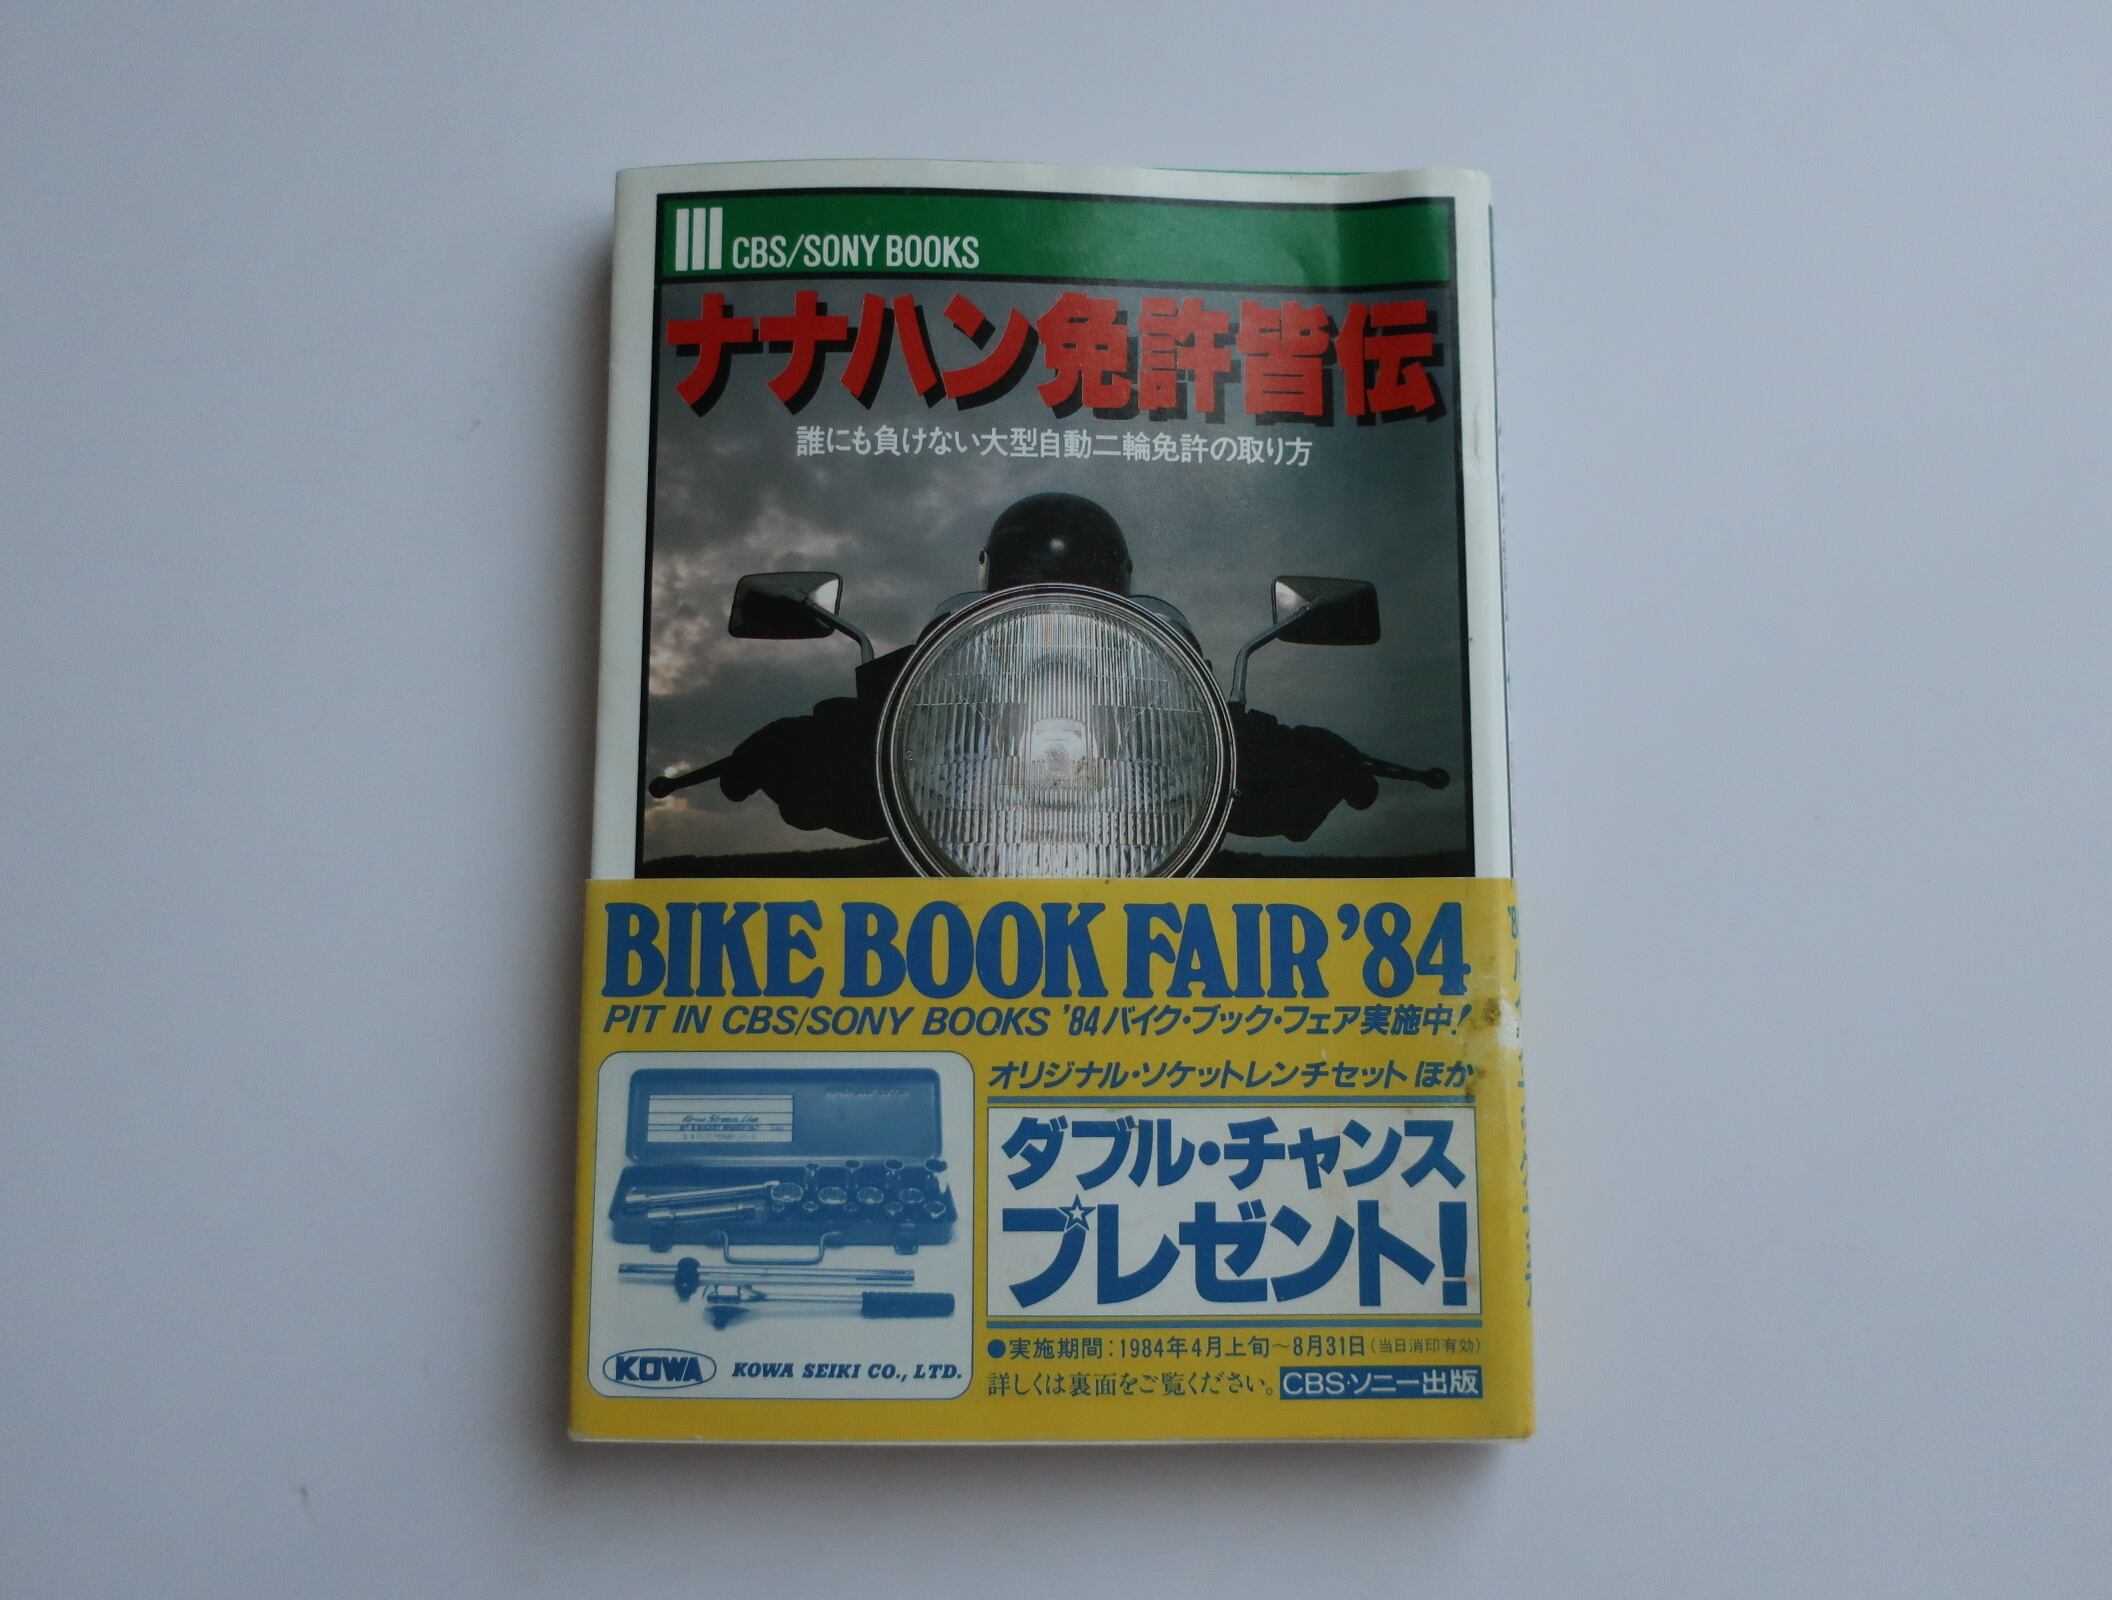 CBS/SONY BOOKS
ナナハン免許皆伝
誰にも負けない大型自動二輪免許の取り方
BIKE BOOK FAIR '84
PIT IN CBS/SONY BOOKS '84バイク・ブック・フェア実施中!
オリジナル・ソケットレンチセットほか
ダブル・チャンス
プレゼント!
●実施期間:1984年4月上旬~8月31日(当日消印有効)
詳しくは裏面をご覧ください。CBS・ソニー出版
KOWA KOWA SEIKI CO., LTD.